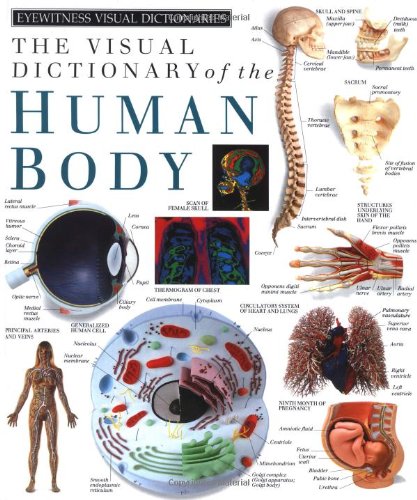 EYEWITNESS VISUAL DICTIONARIES
THE VISUAL
DICTIONARY of the
HUMAN
BODY
SKULL AND SPINE
Maxilla
(upper jaw)
Permanent
(adult) teeth
Deciduous
(milk) teeth
Atlas
Axis
Mandible
(lower jaw)
Cervical
vertebrae
SACRUM
Sacral
promontory
Thoracic
vertebrae
Site of fusion
of vertebral
bodies
Lumbar
vertebrae
Intervertebral disk
Sacrum
SCAN OF
FEMALE SKULL
Lateral
rectus muscle
Vitreous
humor
Sclera
Choroid
layer
Retina
Optic nerve
Medial
rectus muscle
Lens
Cornea
Pupil
Ciliary
body
THERMOGRAM OF CHEST
STRUCTURES
UNDERLYING
SKIN OF THE
HAND
Flexor pollicis
brevis muscle
Opponens
pollicis
muscle
Opponens digiti
minimi muscle
Ulnar
nerve
Ulnar
artery
Radial
artery
PRINCIPAL ARTERIES
AND VEINS
GENERALIZED
HUMAN CELL
Cell membrane
Cytoplasm
Nucleolus
Nuclear
membrane
Nucleus
Vacuole
Centriole
Mitochondrion
Golgi complex
(Golgi apparatus;
Golgi body)
Smooth
endoplasmic
reticulum
CIRCULATORY SYSTEM
OF HEART AND LUNGS
Pulmonary
vasculature
Superior
vena cava
Aorta
Right
ventricle
Left
ventricle
NINTH MONTH OF
PREGNANCY
Amniotic fluid
Fetus
Uterine
wall
Bladder
Pubic bone
Urethra
Copyrighted Material